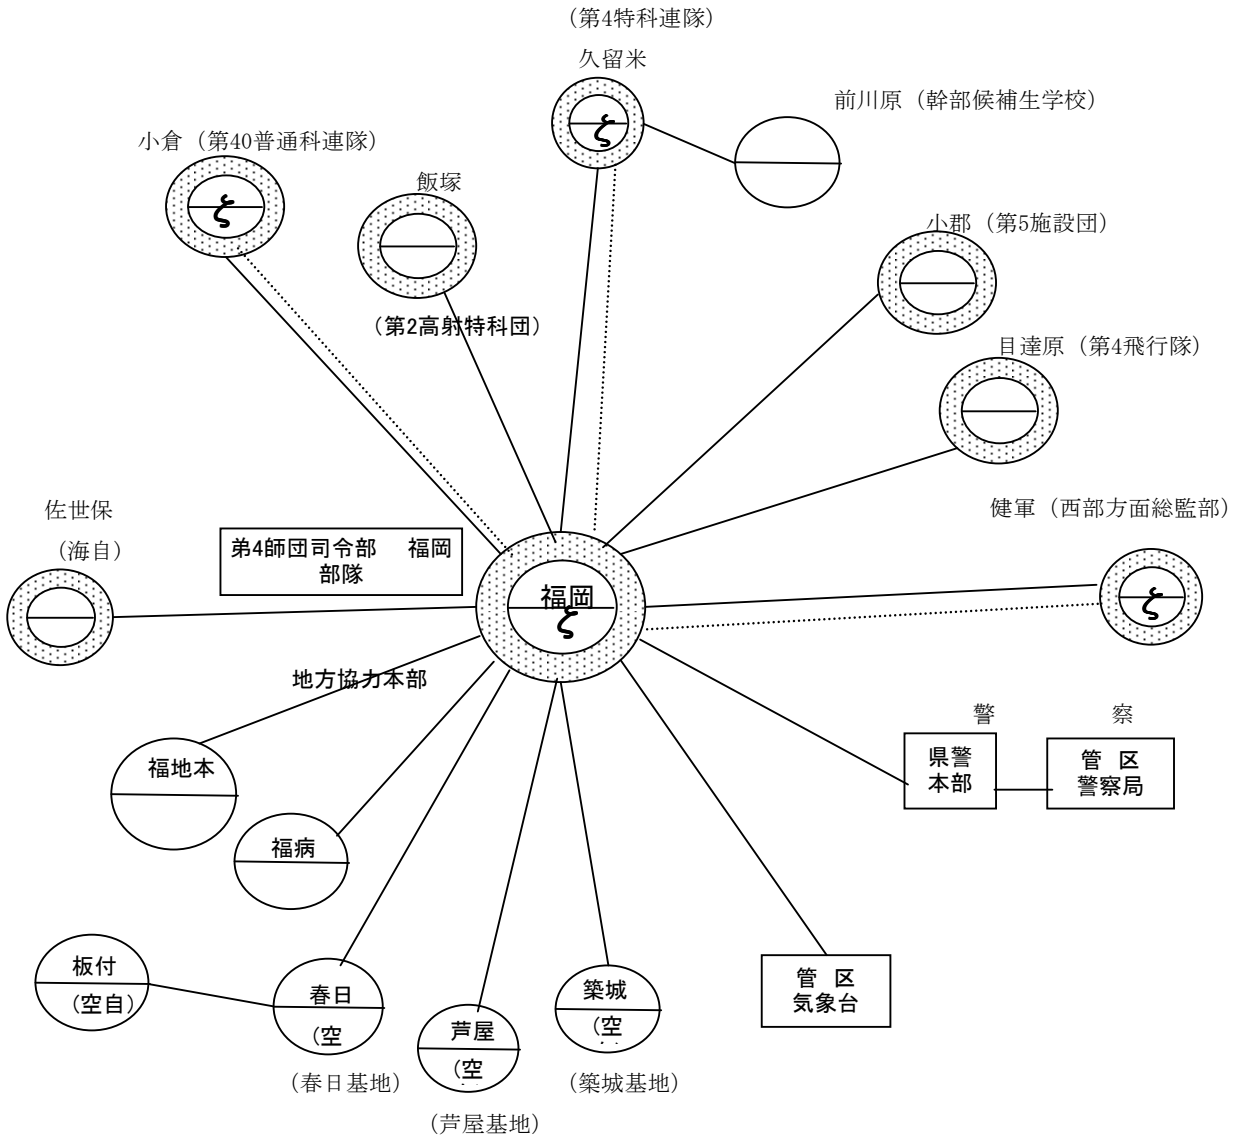 （第4特科連隊）
久留米
前川原（幹部候補生学校）
小倉（第40普通科連隊）
飯塚
小郡（第5施設団）
（第2高射特科団）
目達原（第4飛行隊）
佐世保
（海自）
健軍（西部方面総監部）
弟4師団司令部　福岡
部隊
福岡
地方協力本部
警　察
県警
本部
管 区
警察局
福地本
福病
板付
（空自）
春日
（空
（春日基地）
芦屋
（空
（芦屋基地）
築城
（空
（築城基地）
管 区
気象台